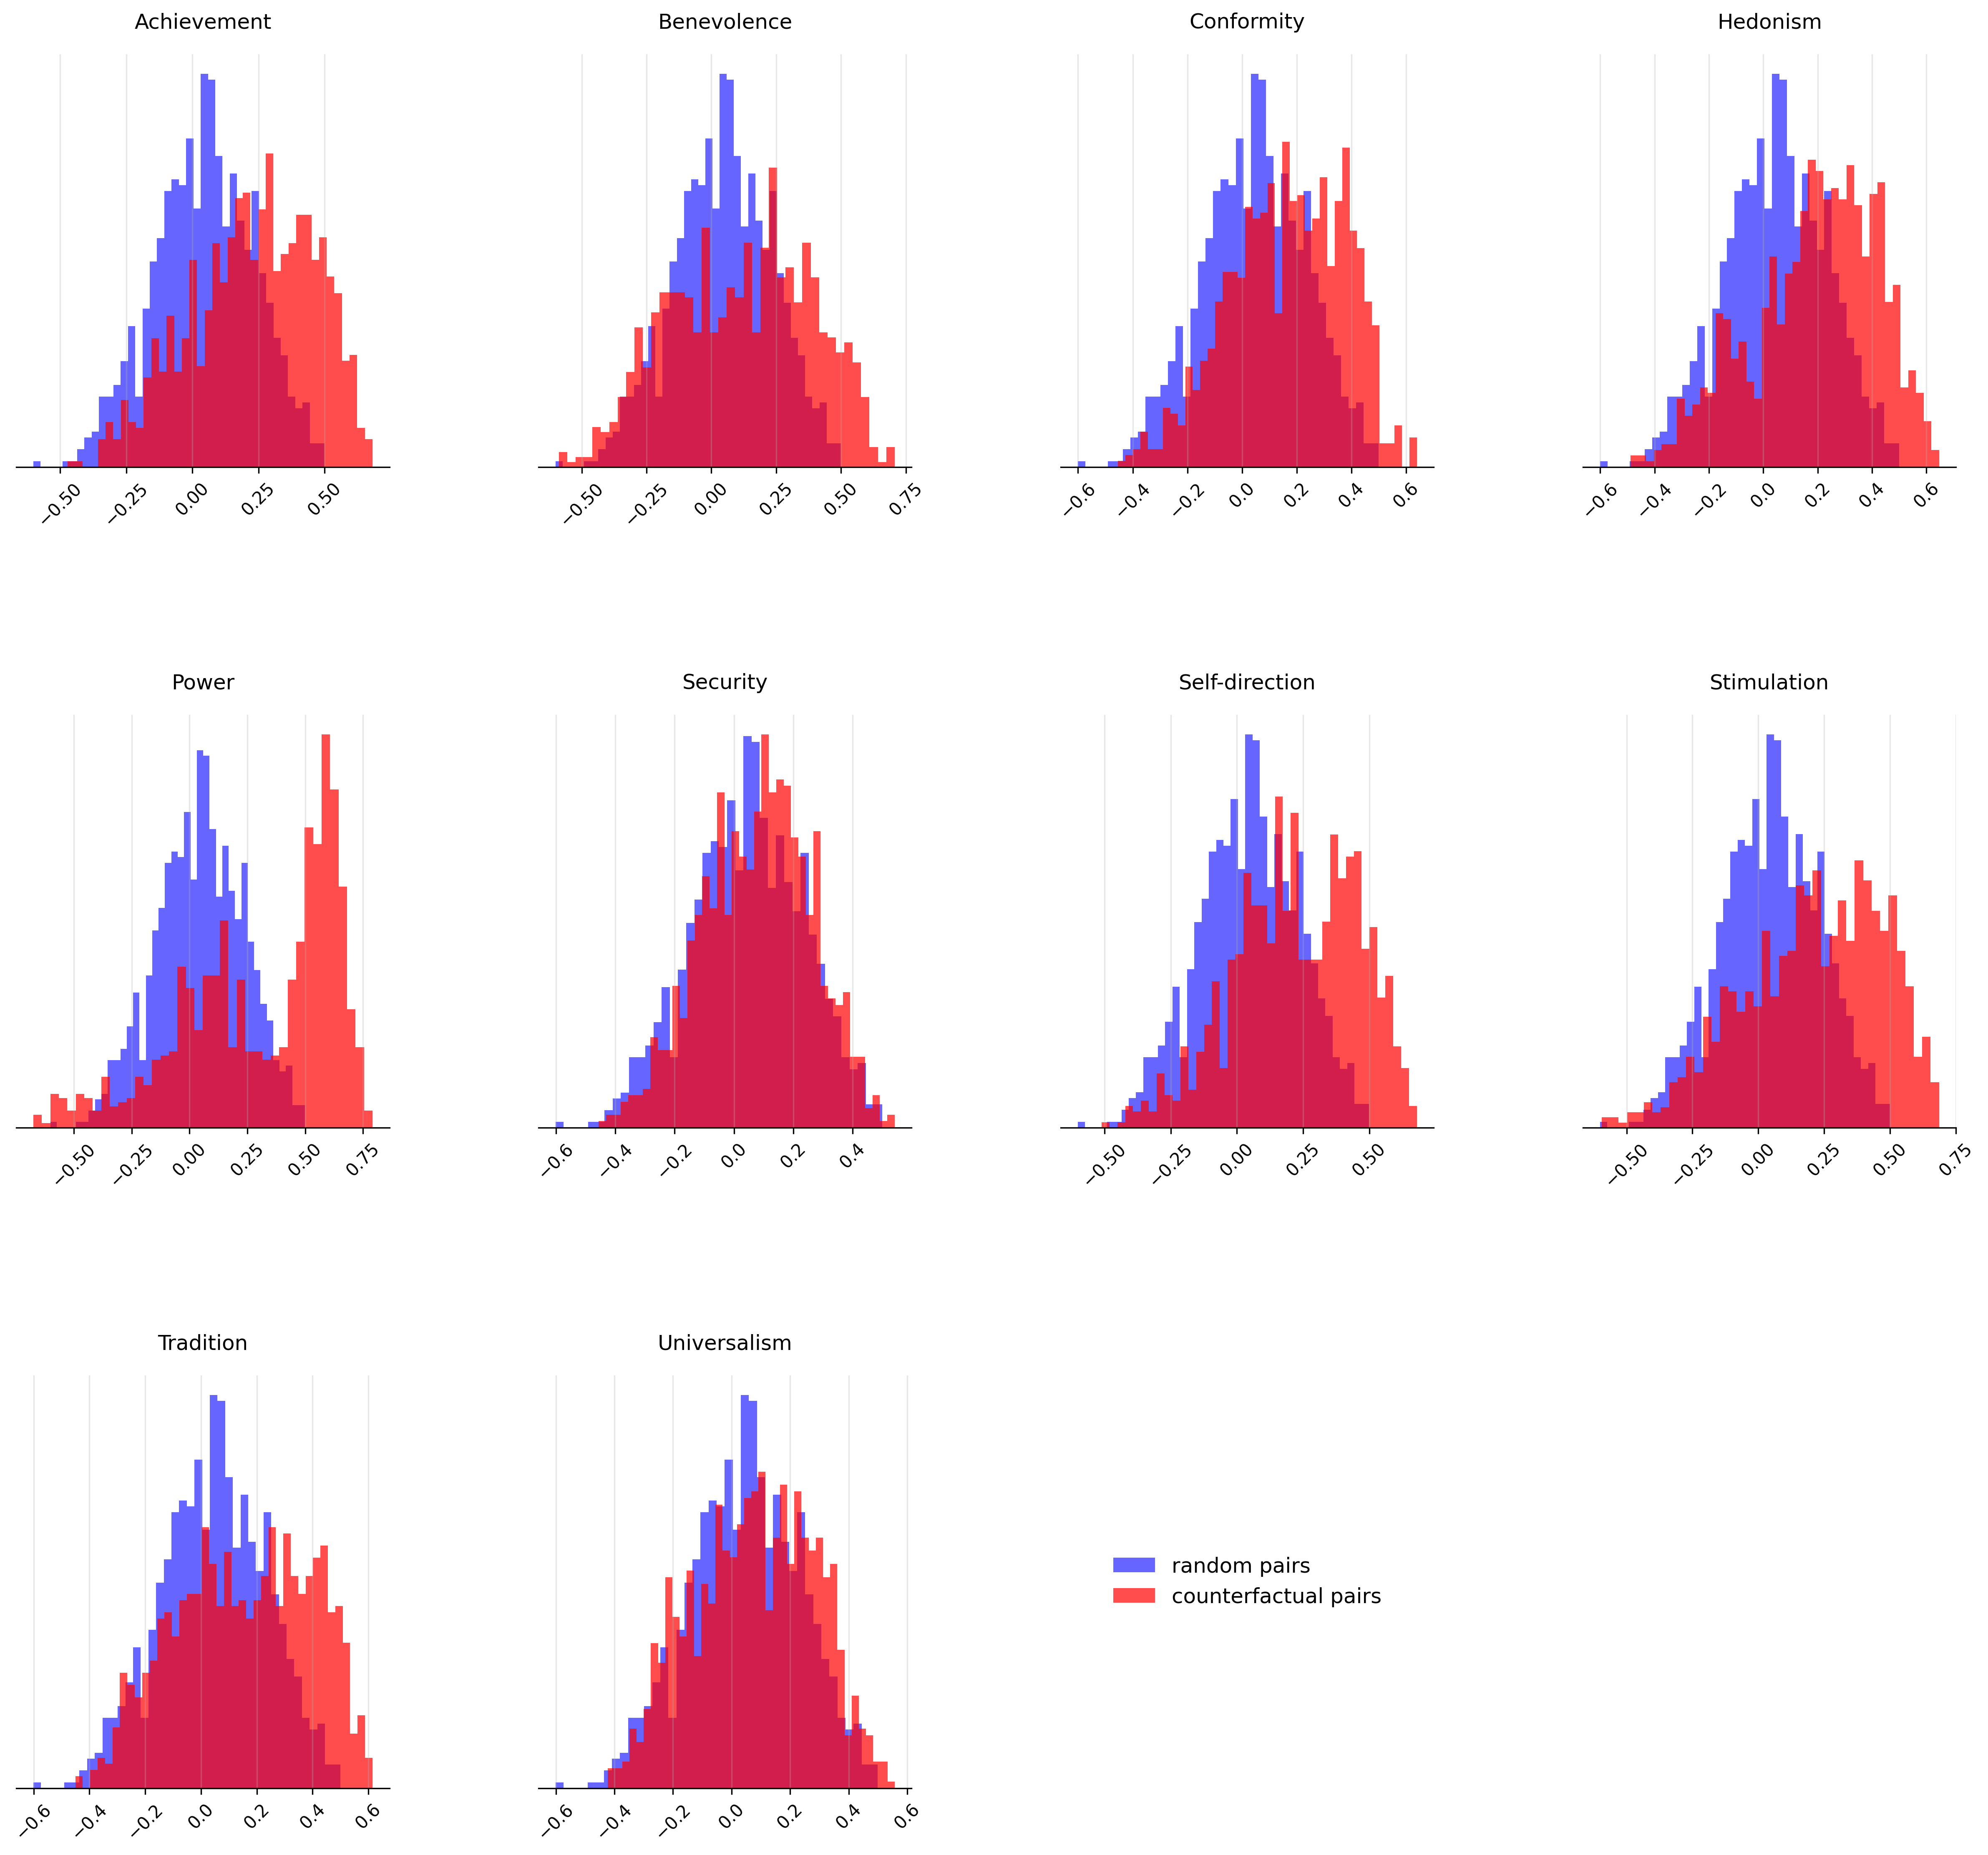 Achievement
Benevolence
Conformity
Hedonism
−0.50 −0.25 0.00 0.25 0.50
−0.50 −0.25 0.00 0.25 0.50 0.75
−0.6 −0.4 −0.2 0.0 0.2 0.4 0.6
−0.6 −0.4 −0.2 0.0 0.2 0.4 0.6
Power
Security
Self-direction
Stimulation
−0.50 −0.25 0.00 0.25 0.50 0.75
−0.6 −0.4 −0.2 0.0 0.2 0.4
−0.50 −0.25 0.00 0.25 0.50
−0.50 −0.25 0.00 0.25 0.50 0.75
Tradition
Universalism
random pairs
counterfactual pairs
−0.6 −0.4 −0.2 0.0 0.2 0.4 0.6
−0.6 −0.4 −0.2 0.0 0.2 0.4 0.6